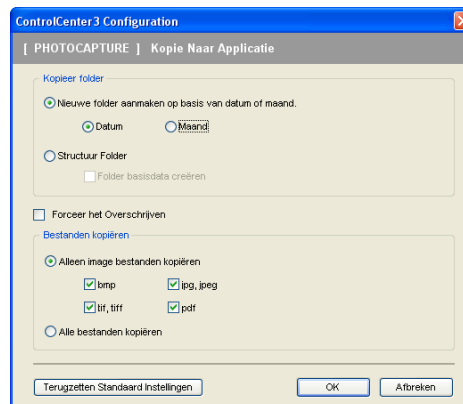 ControlCenter3 Configuration
[ PHOTOCAPTURE ] Kopie Naar Applicatie
Kopieer folder
Nieuwe folder aanmaken op basis van datum of maand.
Datum Maand
Structuur Folder
Folder basisdata creëren
Forceer het Overschrijven
Bestanden kopiëren
Alleen image bestanden kopiëren
bmp jpg, jpeg
tif, tiff pdf
Alle bestanden kopiëren
Terugzetten Standaard Instellingen OK Afbreken